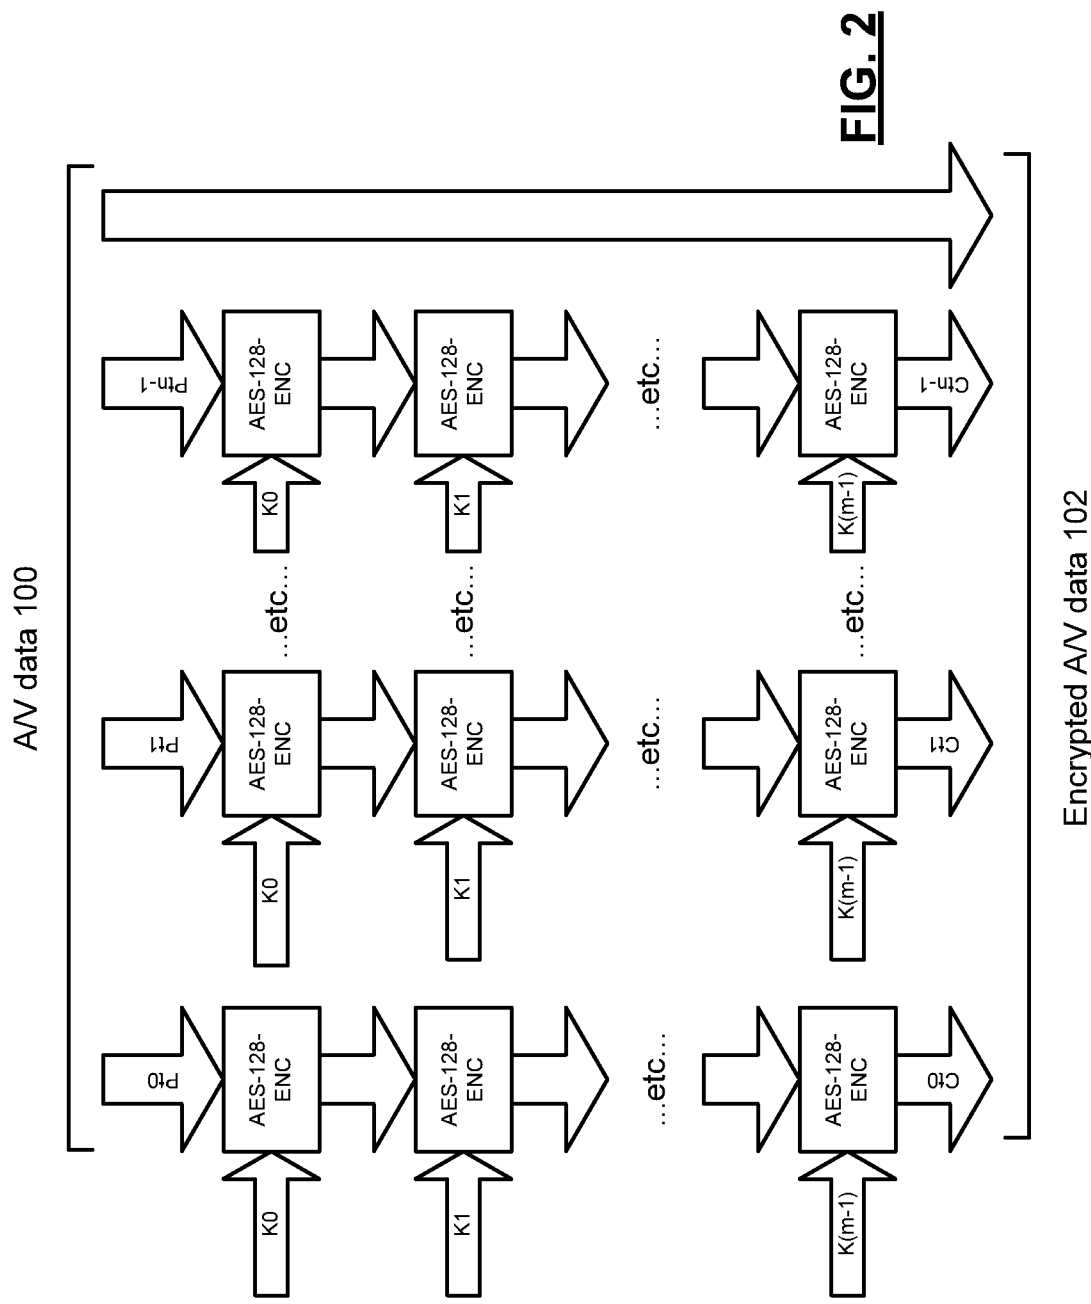 A/V data 100
Pt0
Pt1
Ptn-1
K0
AES-128-
ENC
K0
AES-128-
ENC
...etc...
K0
AES-128-
ENC
K1
AES-128-
ENC
K1
AES-128-
ENC
...etc...
K1
AES-128-
ENC
...etc...
...etc...
...etc...
K(m-1)
AES-128-
ENC
K(m-1)
AES-128-
ENC
...etc...
K(m-1)
AES-128-
ENC
Ct0
Ct1
Ctn-1
Encrypted A/V data 102
FIG. 2